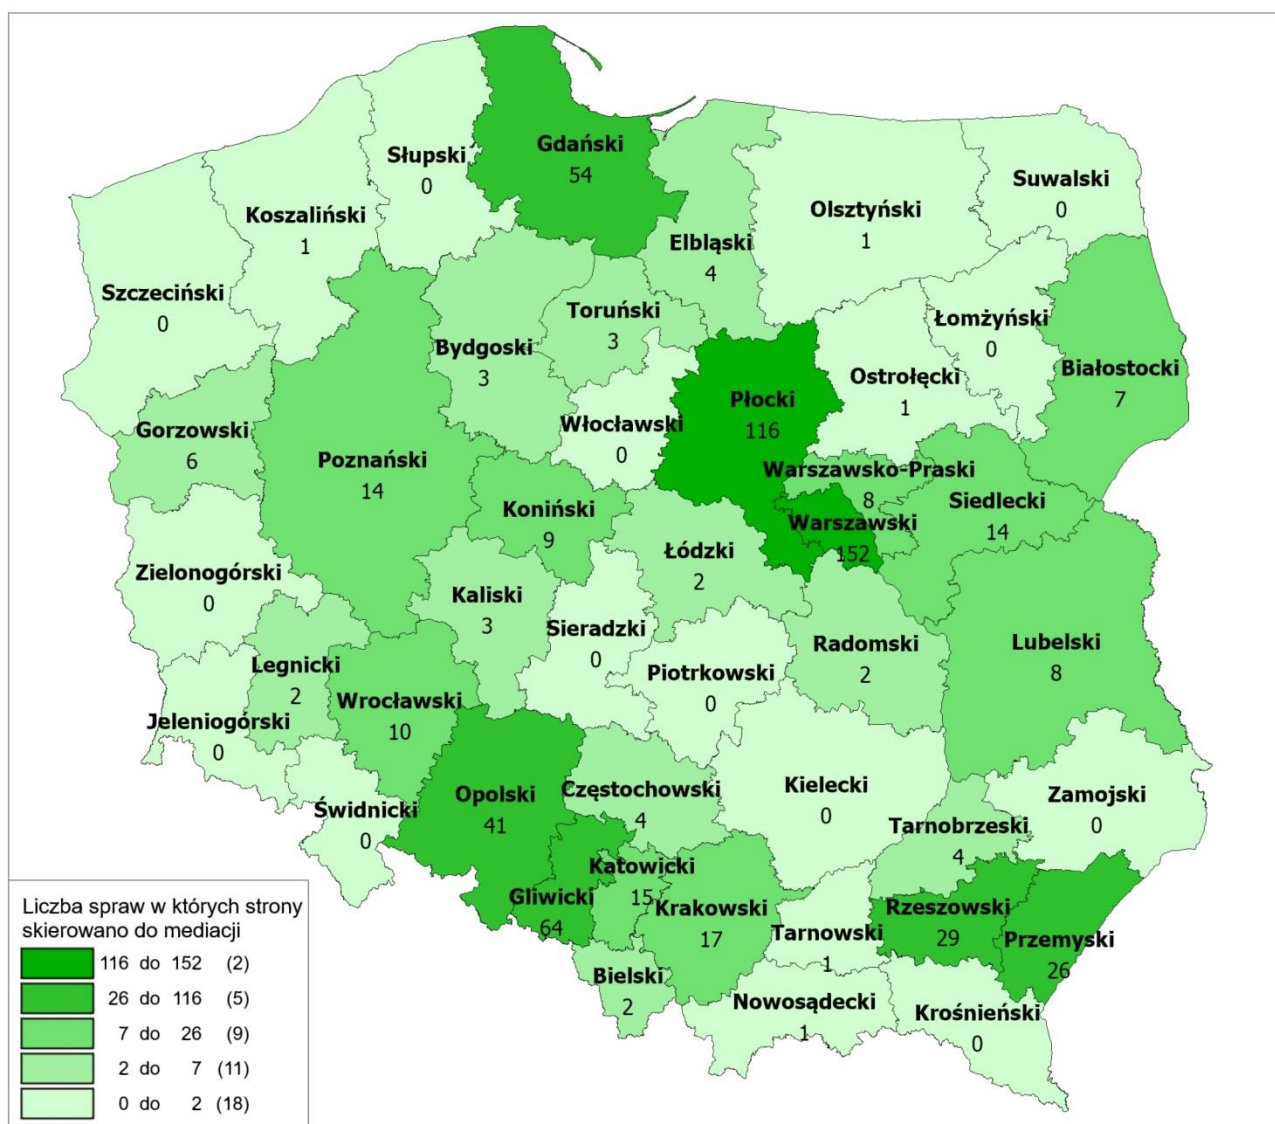 Gdański
54
Słupski
0
Suwalski
0
Koszaliński
1
Olsztyński
1
Elbląski
4
Szczeciński
0
Toruński
3
Łomżyński
0
Bydgoski
3
Białostocki
7
Ostrołęcki
1
Płocki
116
Włocławski
0
Gorzowski
6
Poznański
14
Warszawsko-Praski
8
Siedlecki
14
Koniński
9
Warszawski
152
Łódzki
2
Zielonogórski
0
Kaliski
3
Sieradzki
0
Radomski
2
Lubelski
8
Legnicki
2
Piotrkowski
0
Wrocławski
10
Jeleniogórski
0
Kielecki
0
Częstochowski
4
Opolski
41
Zamojski
0
Świdnicki
0
Tarnobrzeski
4
Katowicki
15
Gliwicki
64
Krakowski
17
Rzeszowski
29
Tarnowski
1
Przemyski
26
Bielski
2
Nowosądecki
1
Krośnieński
0
Liczba spraw w których strony
skierowano do mediacji
116 do 152 (2)
26 do 116 (5)
7 do 26 (9)
2 do 7 (11)
0 do 2 (18)